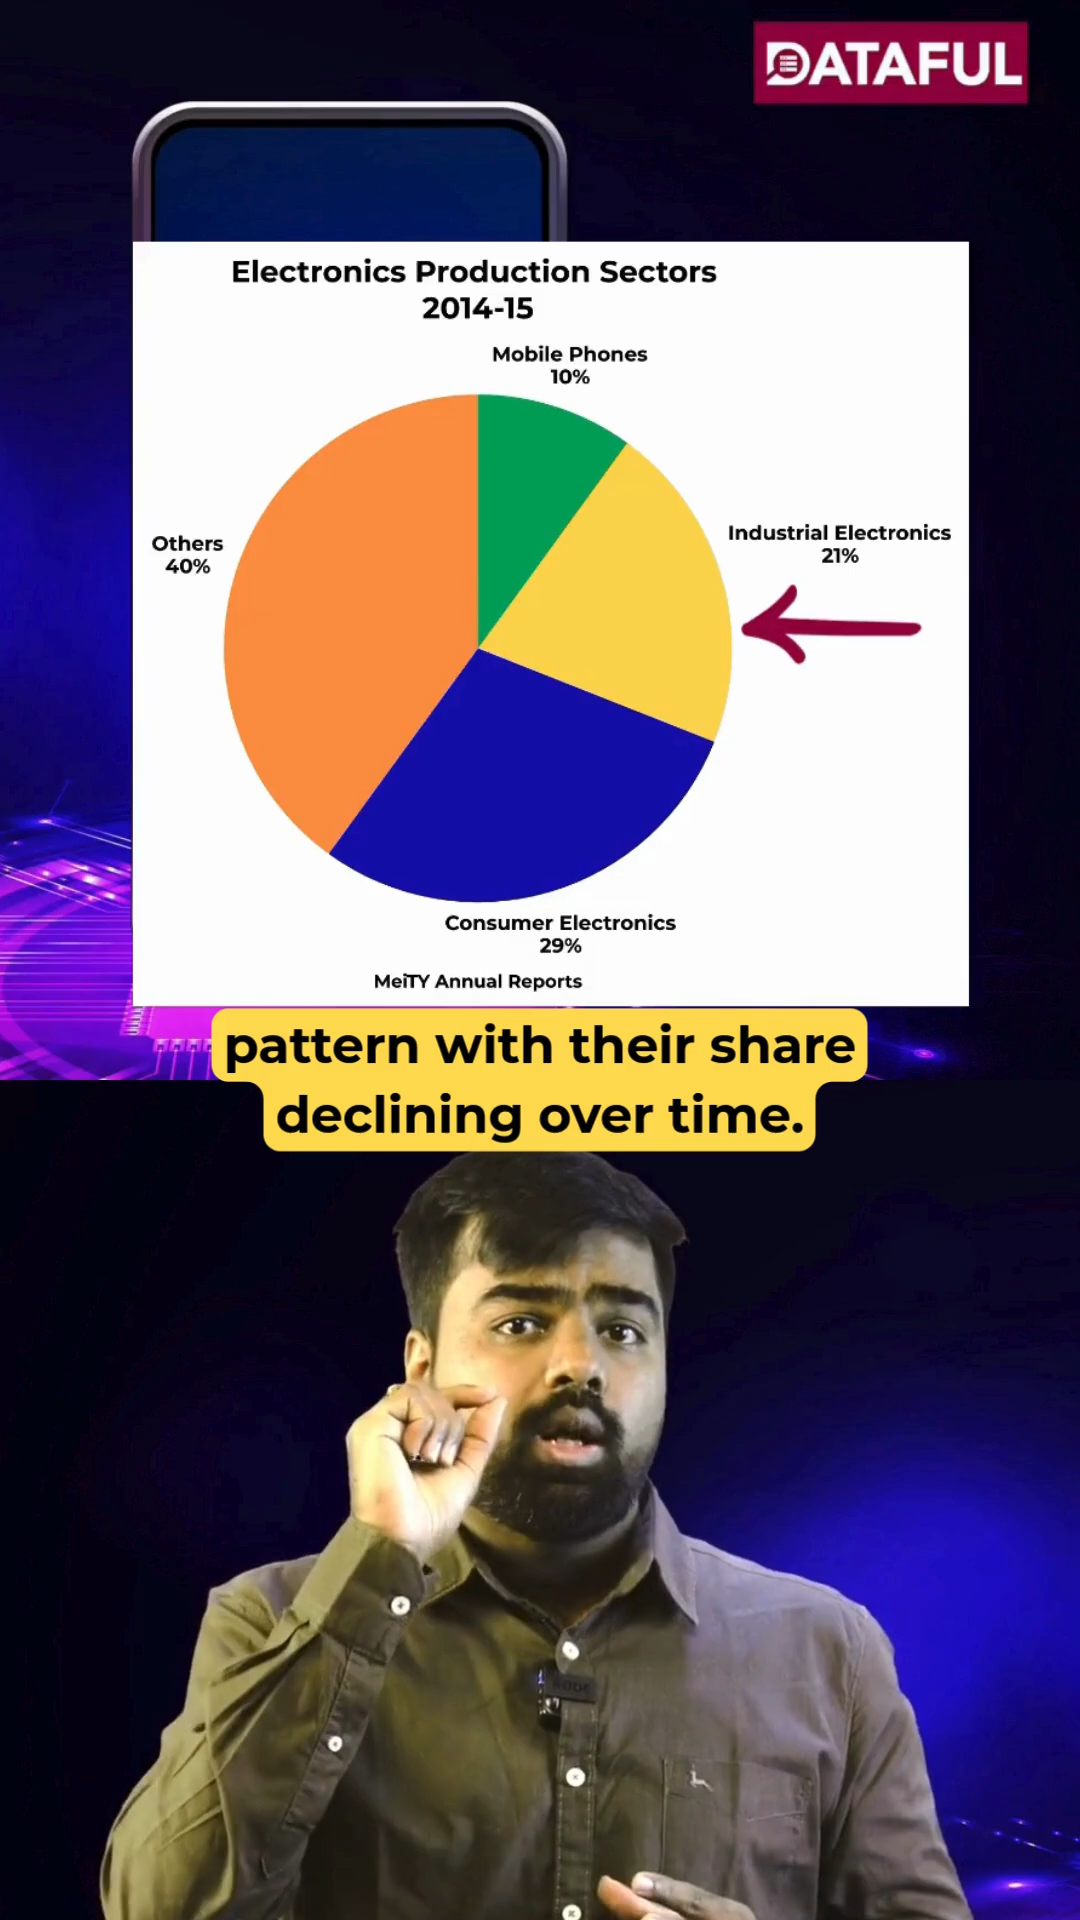 DATAFUL
Electronics Production Sectors
2014-15
Mobile Phones
10%
Industrial Electronics
21%
Others
40%
Consumer Electronics
29%
MeiTY Annual Reports
pattern with their share
declining over time.